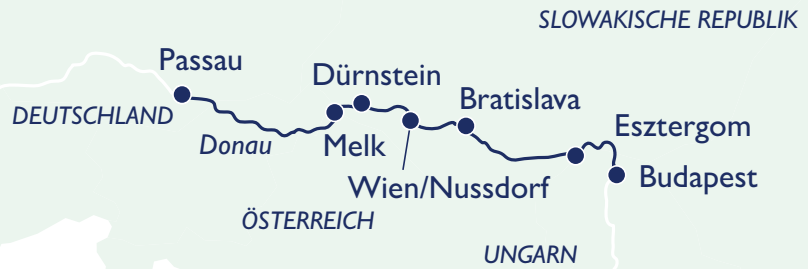 SLOWAKISCHE REPUBLIK
Passau
Dürnstein
Bratislava
DEUTSCHLAND
Esztergom
Donau
Melk
Wien/Nussdorf
Budapest
ÖSTERREICH
UNGARN